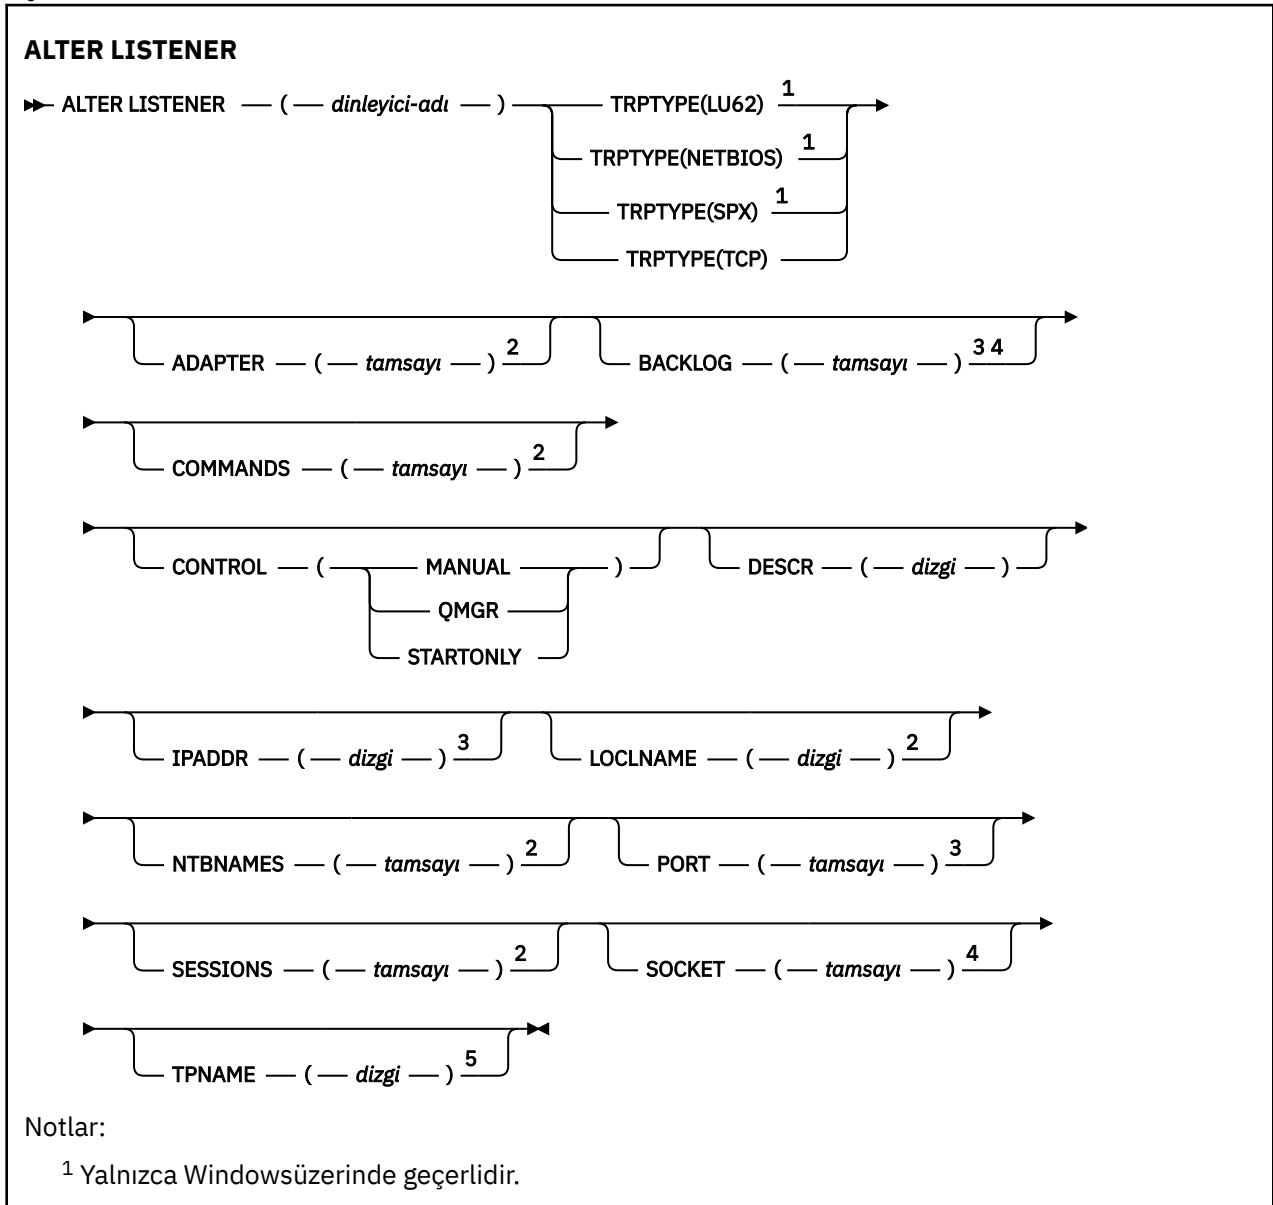 ALTER LISTENER
ALTER LISTENER ( dinleyici-adı ) TRPTYPE(LU62) 1
TRPTYPE(NETBIOS) 1
TRPTYPE(SPX) 1
TRPTYPE(TCP)
ADAPTER ( tamsayı ) 2 BACKLOG ( tamsayı ) 3 4
COMMANDS ( tamsayı ) 2
CONTROL ( MANUAL ) DESCR ( dizgi )
QMGR
STARTONLY
IPADDR ( dizgi ) 3 LOCLNAME ( dizgi ) 2
NTBNAMES ( tamsayı ) 2 PORT ( tamsayı ) 3
SESSIONS ( tamsayı ) 2 SOCKET ( tamsayı ) 4
TPNAME ( dizgi ) 5
Notlar:
1 Yalnızca Windowsüzerinde geçerlidir.